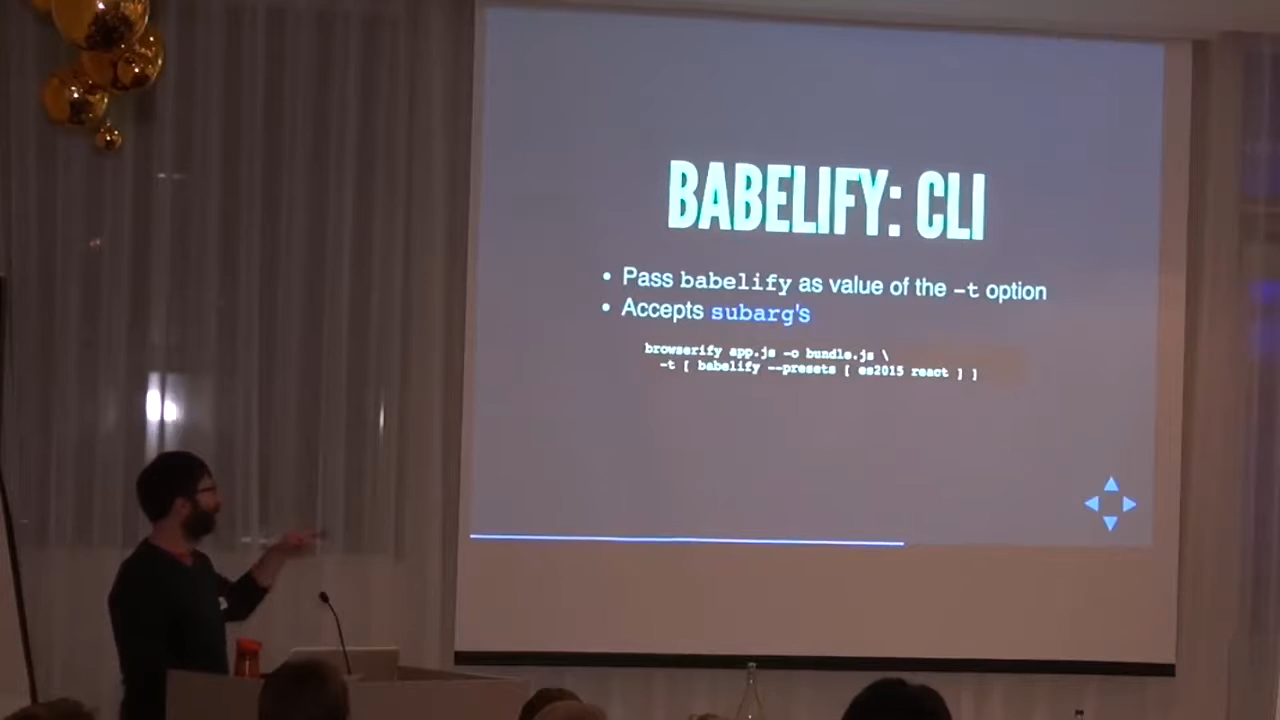 BABELIFY: CLI
• Pass babelify as value of the -t option
• Accepts subarg's
browserify app.js -o bundle.js \
-t [ babelify --presets [ es2015 react ] ]